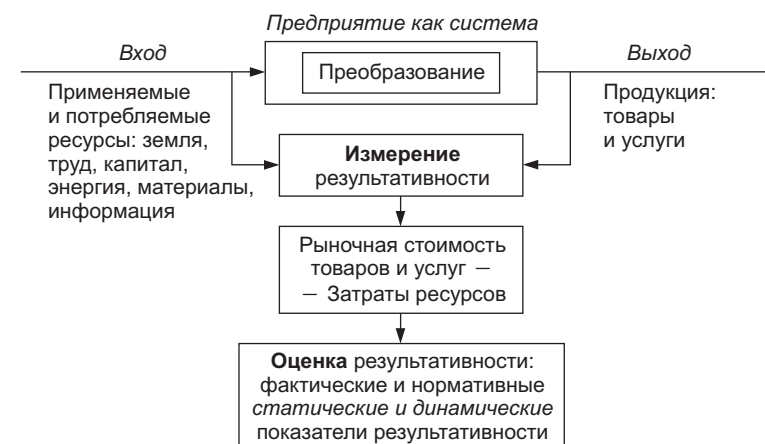 Предприятие как система
Вход
Преобразование
Выход
Применяемые
и потребляемые
ресурсы: земля,
труд, капитал,
энергия, материалы,
информация
Продукция:
товары
и услуги
Измерение
результативности
Рыночная стоимость
товаров и услуг –
– Затраты ресурсов
Оценка результативности:
фактические и нормативные
статические и динамические
показатели результативности